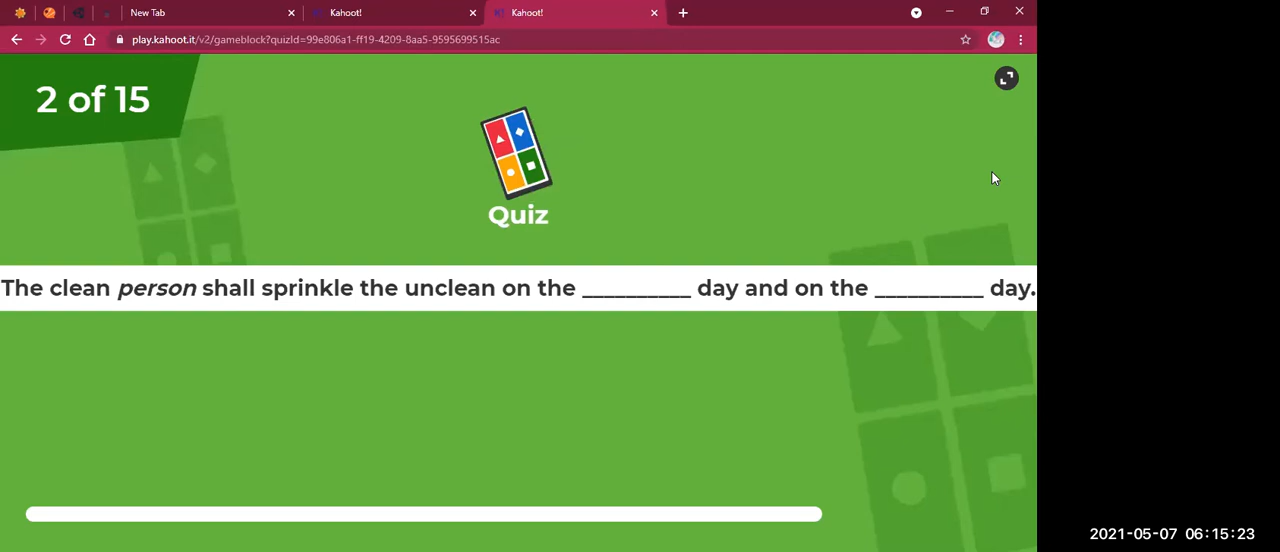 New Tab
Kahoot!
Kahoot!
play.kahoot.it/v2/gameblock?quizId=99e806a1-ff19-4209-8aa5-9595699515ac
2 of 15
Quiz
The clean person shall sprinkle the unclean on the __________ day and on the __________ day.
2021-05-07 06:15:23